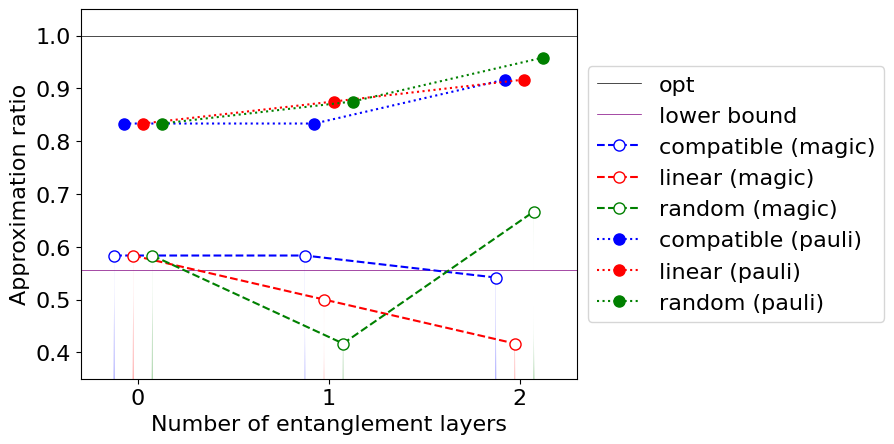 1.0
0.9
0.8
0.7
0.6
0.5
0.4
Approximation ratio
0 1 2
Number of entanglement layers
opt
lower bound
compatible (magic)
linear (magic)
random (magic)
compatible (pauli)
linear (pauli)
random (pauli)